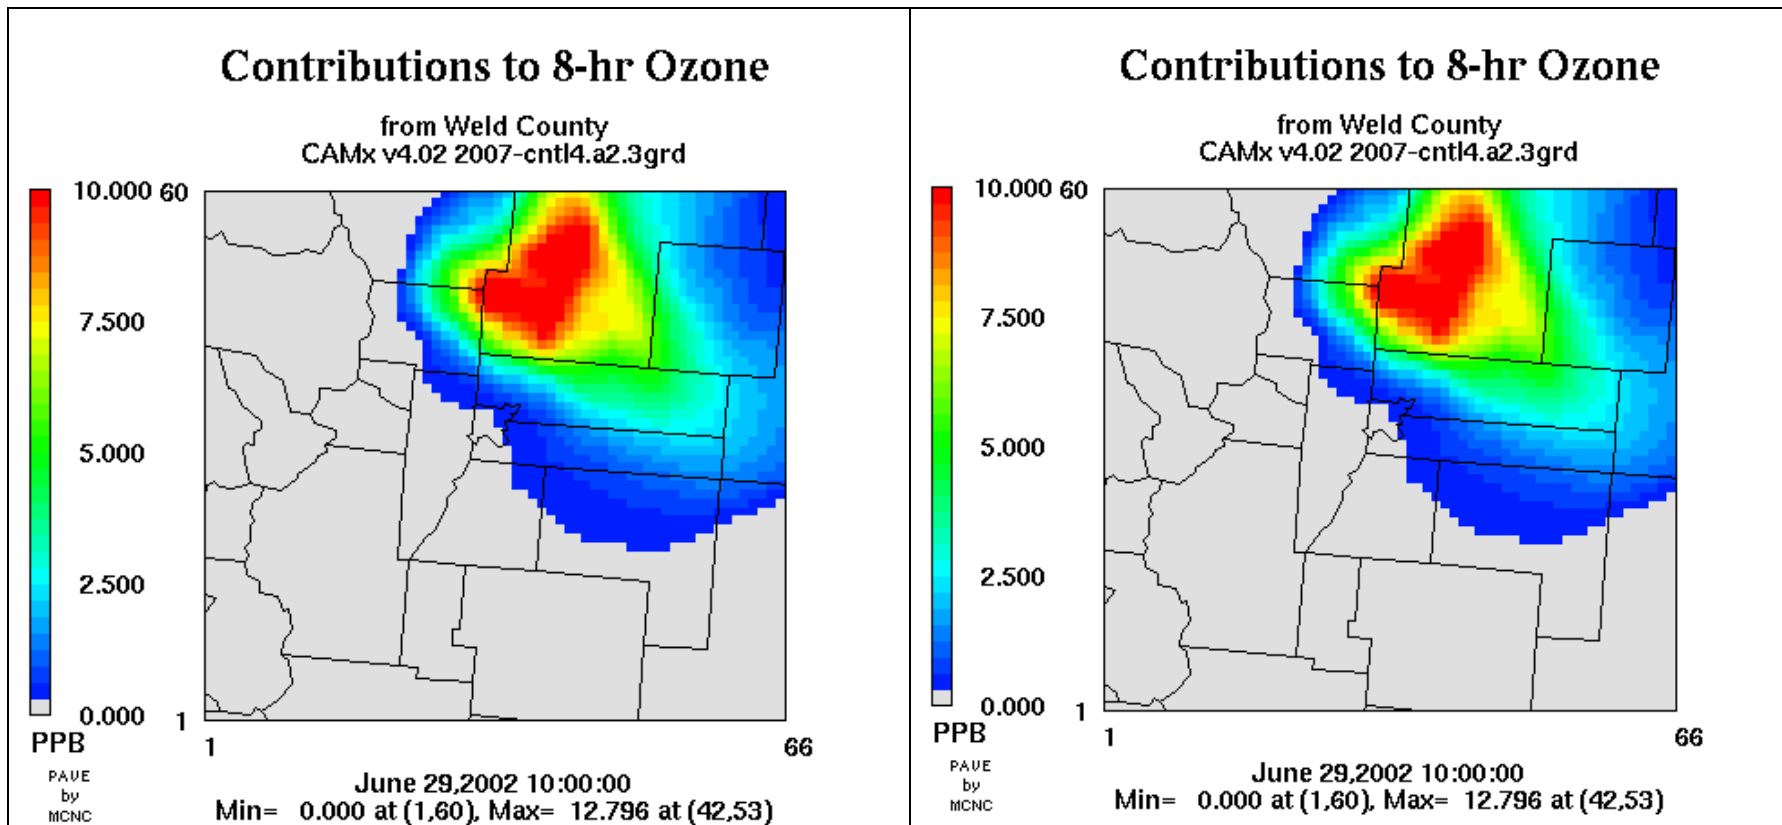 Contributions to 8-hr Ozone
from Weld County
CAMx v4.02 2007-cntl4.a2.3grd
10.000
7.500
5.000
2.500
0.000
PPB
PAVE
by
MCNC
60
1
1
66
June 29,2002 10:00:00
Min= 0.000 at (1,60), Max= 12.796 at (42,53)
Contributions to 8-hr Ozone
from Weld County
CAMx v4.02 2007-cntl4.a2.3grd
10.000
7.500
5.000
2.500
0.000
PPB
PAVE
by
MCNC
60
1
1
66
June 29,2002 10:00:00
Min= 0.000 at (1,60), Max= 12.796 at (42,53)